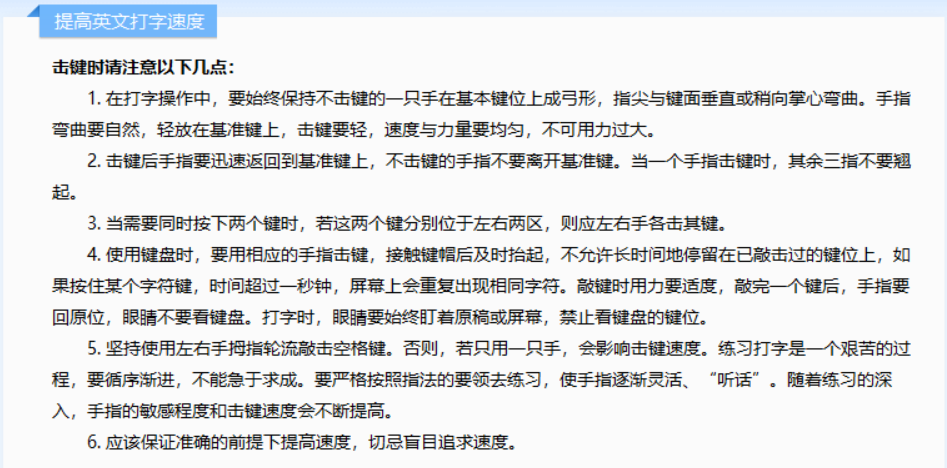 提高英文打字速度
击键时请注意以下几点：
1. 在打字操作中，要始终保持不击键的一只手在基本键位上成弓形，指尖与键面垂直或稍向掌心弯曲。手指
弯曲要自然，轻放在基准键上，击键要轻，速度与力量要均匀，不可用力过大。
2. 击键后手指要迅速返回到基准键上，不击键的手指不要离开基准键。当一个手指击键时，其余三指不要翘
起。
3. 当需要同时按下两个键时，若这两个键分别位于左右两区，则应左右手各击其键。
4. 使用键盘时，要用相应的手指击键，接触键帽后及时抬起，不允许长时间地停留在已敲击过的键位上，如
果按住某个字符键，时间超过一秒钟，屏幕上会重复出现相同字符。敲键时用力要适度，敲完一个键后，手指要
回原位，眼睛不要看键盘。打字时，眼睛要始终盯着原稿或屏幕，禁止看键盘的键位。
5. 坚持使用左右手拇指轮流敲击空格键。否则，若只用一只手，会影响击键速度。练习打字是一个艰苦的过
程，要循序渐进，不能急于求成。要严格按照指法的要领去练习，使手指逐渐灵活、“听话”。随着练习的深
入，手指的敏感程度和击键速度会不断提高。
6. 应该保证准确的前提下提高速度，切忌盲目追求速度。